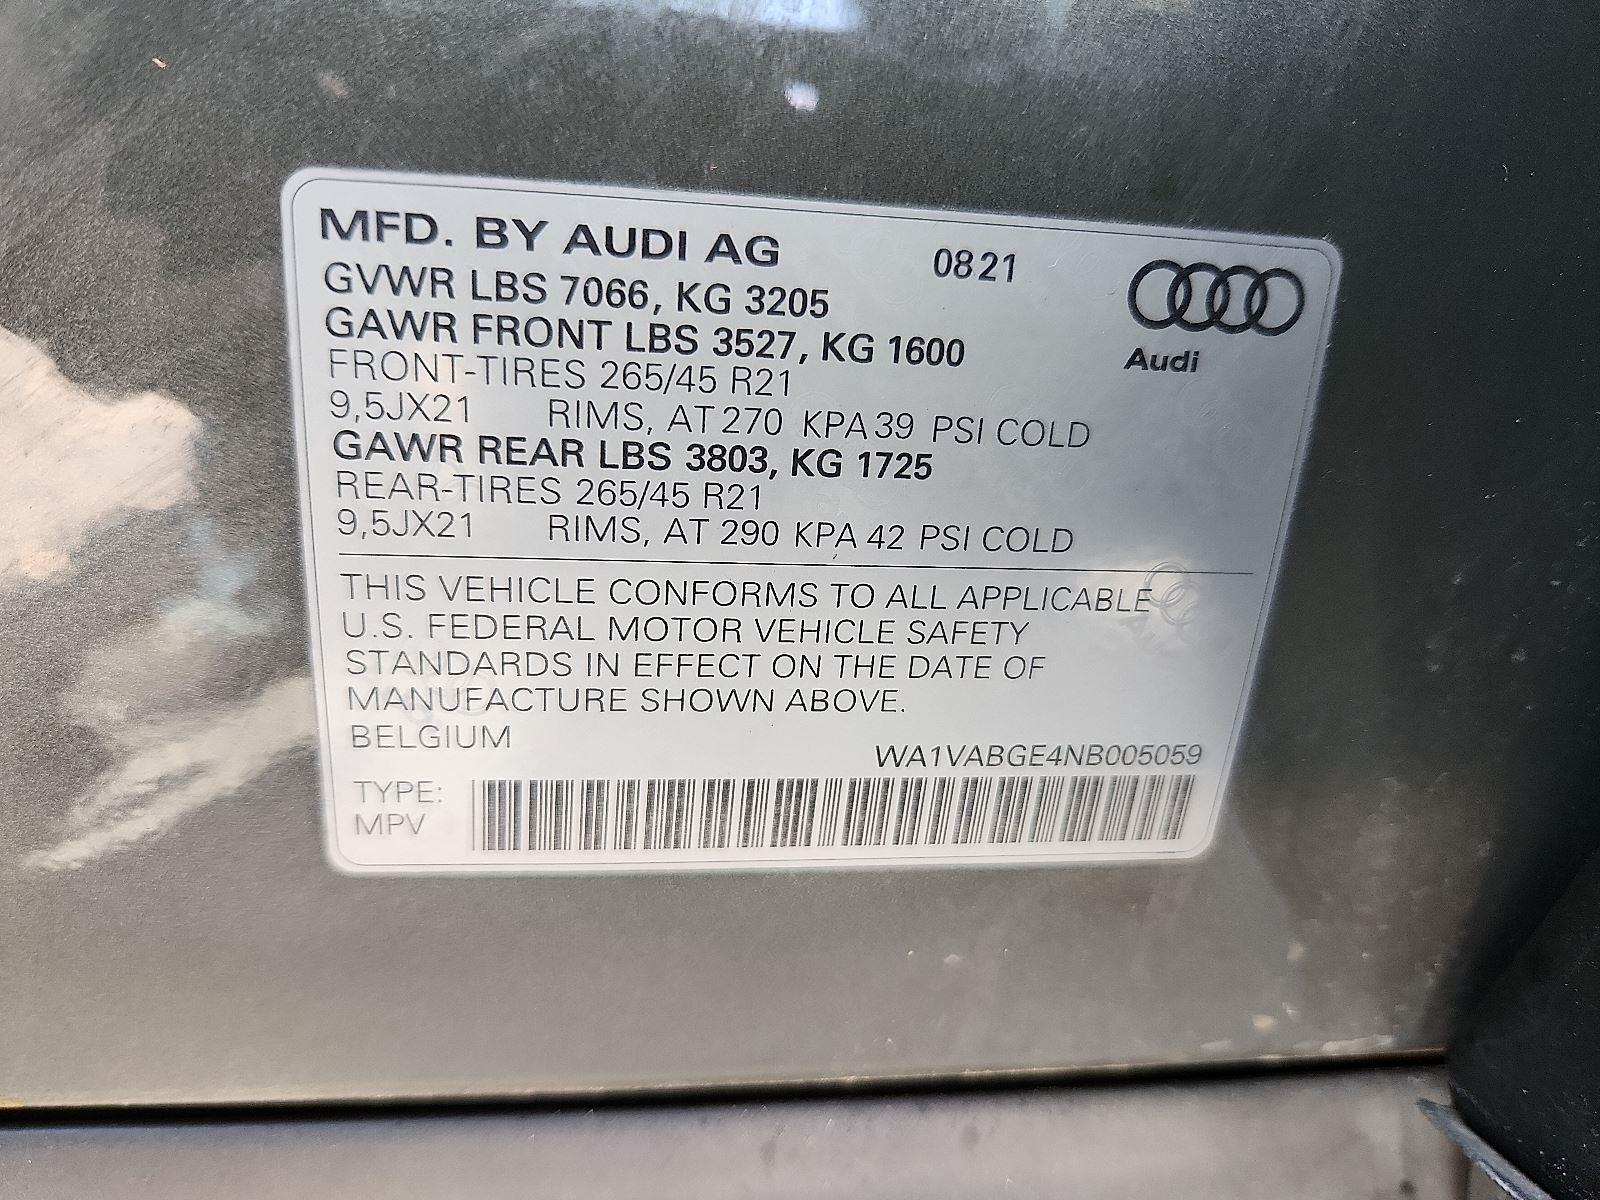 MFD. BY AUDI AG 0821
GVWR LBS 7066, KG 3205
GAWR FRONT LBS 3527, KG 1600
Audi
FRONT-TIRES 265/45 R21
9,5JX21 RIMS, AT 270 KPA 39 PSI COLD
GAWR REAR LBS 3803, KG 1725
REAR-TIRES 265/45 R21
9,5JX21 RIMS, AT 290 KPA 42 PSI COLD
THIS VEHICLE CONFORMS TO ALL APPLICABLE
U.S. FEDERAL MOTOR VEHICLE SAFETY
STANDARDS IN EFFECT ON THE DATE OF
MANUFACTURE SHOWN ABOVE.
BELGIUM
WA1VABGE4NB005059
TYPE:
MPV